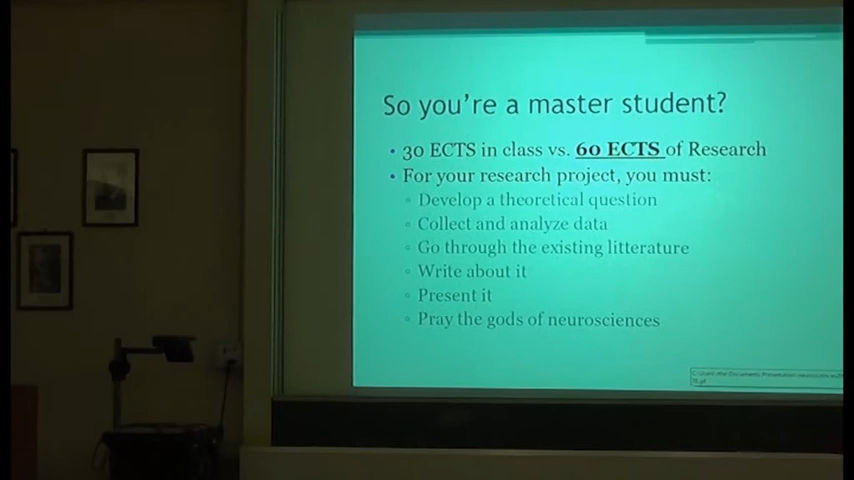 So you're a master student?
• 30 ECTS in class vs. 60 ECTS of Research
• For your research project, you must:
▫ Develop a theoretical question
▫ Collect and analyze data
▫ Go through the existing litterature
▫ Write about it
▫ Present it
▫ Pray the gods of neurosciences